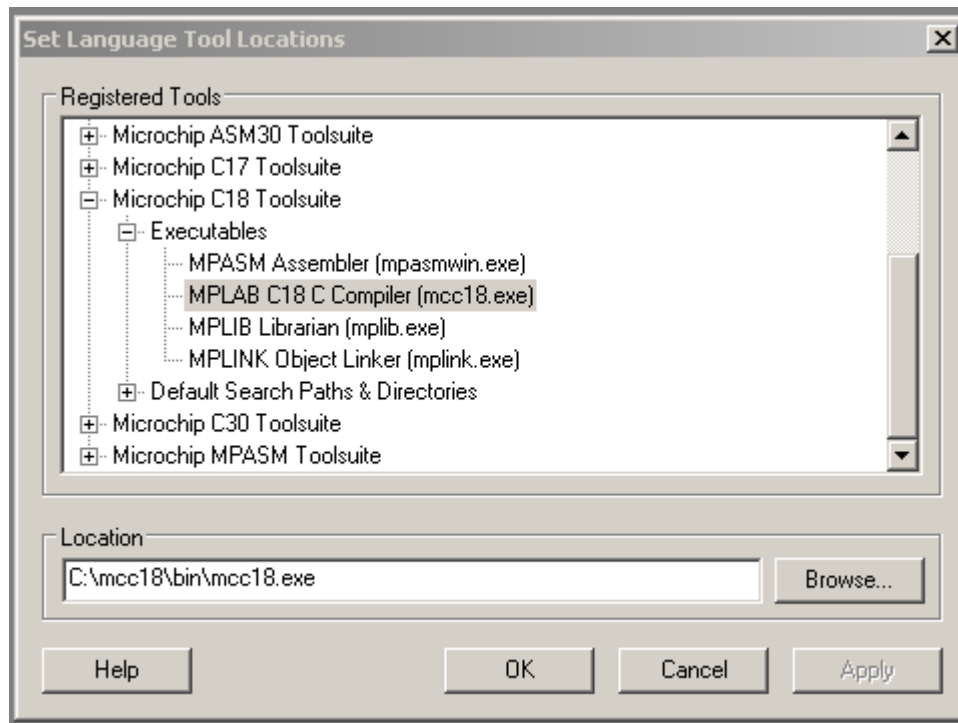 Set Language Tool Locations
Registered Tools
Microchip ASM30 Toolsuite
Microchip C17 Toolsuite
Microchip C18 Toolsuite
Executables
MPASM Assembler (mpasmwin.exe)
MPLAB C18 C Compiler (mcc18.exe)
MPLIB Librarian (mplib.exe)
MPLINK Object Linker (mplink.exe)
Default Search Paths & Directories
Microchip C30 Toolsuite
Microchip MPASM Toolsuite
Location
C:\mcc18\bin\mcc18.exe
Browse...
Help
OK
Cancel
Apply